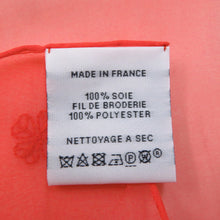 MADE IN FRANCE
100% SOIE
FIL DE BRODERIE
100% POLYESTER
NETTOYAGE A SEC